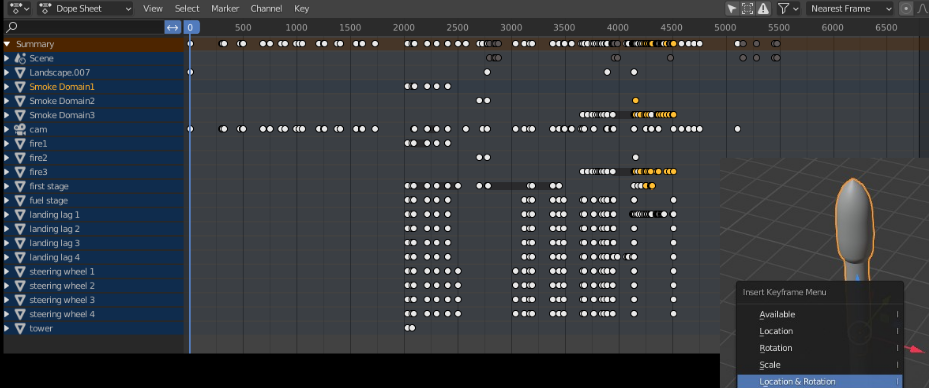 Dope Sheet View Select Marker Channel Key Nearest Frame
0 500 1000 1500 2000 2500 3000 3500 4000 4500 5000 5500 6000 6500
Summary
Scene
Landscape.007
Smoke Domain1
Smoke Domain2
Smoke Domain3
cam
fire1
fire2
fire3
first stage
fuel stage
landing lag 1
landing lag 2
landing lag 3
landing lag 4
steering wheel 1
steering wheel 2
steering wheel 3
steering wheel 4
tower
Insert Keyframe Menu
Available I
Location I
Rotation I
Scale I
Location & Rotation I